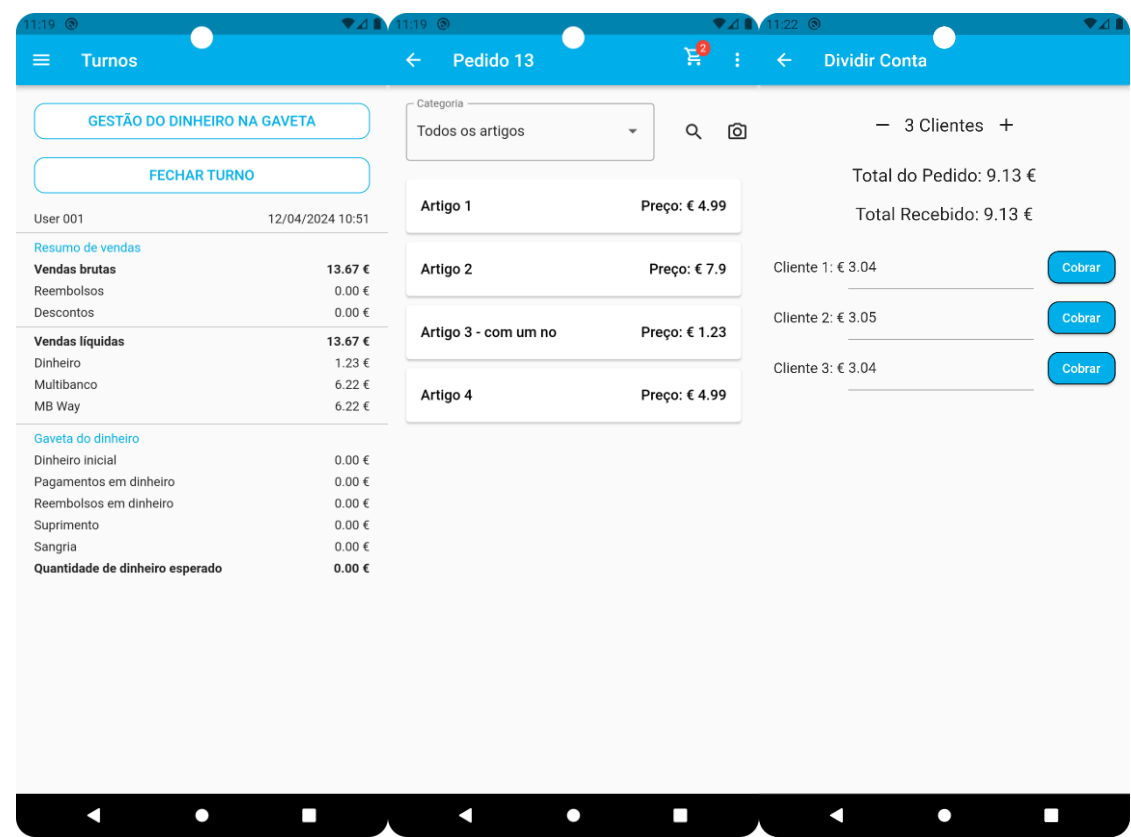 11:19
Turnos
GESTÃO DO DINHEIRO NA GAVETA
FECHAR TURNO
User 001 12/04/2024 10:51
Resumo de vendas
Vendas brutas 13.67 €
Reembolsos 0.00 €
Descontos 0.00 €
Vendas líquidas 13.67 €
Dinheiro 1.23 €
Multibanco 6.22 €
MB Way 6.22 €
Gaveta do dinheiro
Dinheiro inicial 0.00 €
Pagamentos em dinheiro 0.00 €
Reembolsos em dinheiro 0.00 €
Suprimento 0.00 €
Sangria 0.00 €
Quantidade de dinheiro esperado 0.00 €
11:19
Pedido 13 2
Categoria
Todos os artigos
Artigo 1 Preço: € 4.99
Artigo 2 Preço: € 7.9
Artigo 3 - com um no Preço: € 1.23
Artigo 4 Preço: € 4.99
11:22
Dividir Conta
− 3 Clientes +
Total do Pedido: 9.13 €
Total Recebido: 9.13 €
Cliente 1: € 3.04 Cobrar
Cliente 2: € 3.05 Cobrar
Cliente 3: € 3.04 Cobrar